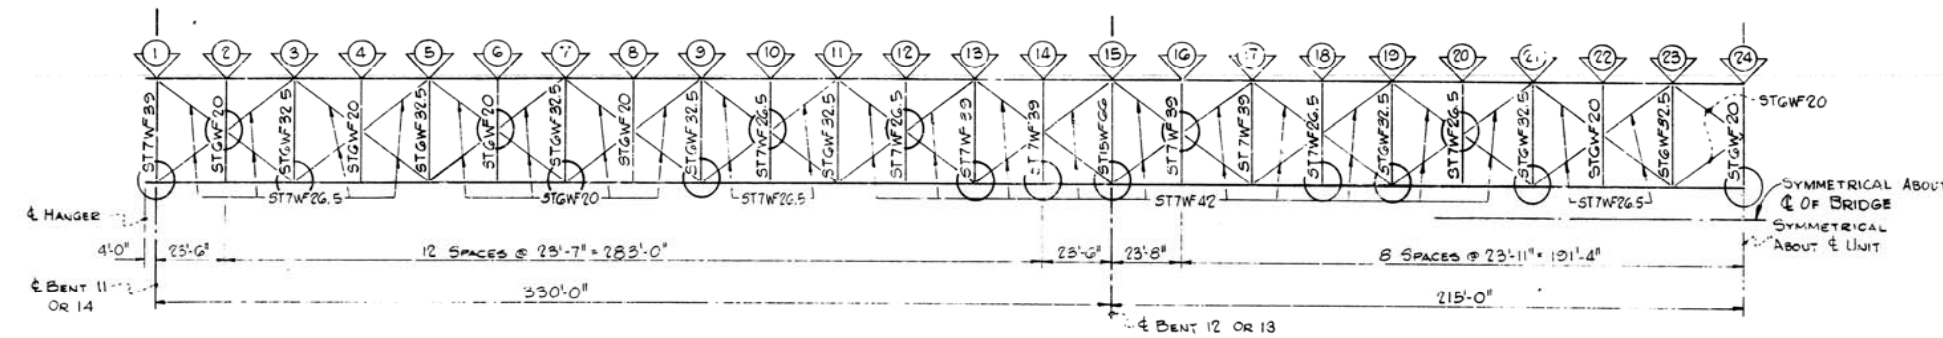 1 2 3 4 5 6 7 8 9 10 11 12 13 14 15 16 17 18 19 20 21 22 23 24
ST7WF39
ST6WF20
ST6WF32.5
ST6WF20
ST6WF32.5
ST6WF20
ST6WF32.5
ST6WF20
ST6WF32.5
ST7WF26.5
ST6WF32.5
ST7WF26.5
ST7WF39
ST7WF39
ST15WF66
ST7WF39
ST7WF39
ST7WF26.5
ST6WF32.5
ST7WF26.5
ST6WF32.5
ST6WF20
ST6WF32.5
ST6WF20
ST6WF20
ST7WF26.5 ST6WF20 ST7WF26.5 ST7WF42 ST7WF26.5
SYMMETRICAL ABOUT
℄ OF BRIDGE
℄ HANGER
SYMMETRICAL
ABOUT ℄ UNIT
4'-0" 23'-6" 12 SPACES @ 23'-7" = 283'-0" 23'-6" 23'-8" 8 SPACES @ 23'-11" = 191'-4"
℄ BENT 11
OR 14
330'-0" 215'-0"
℄ BENT 12 OR 13